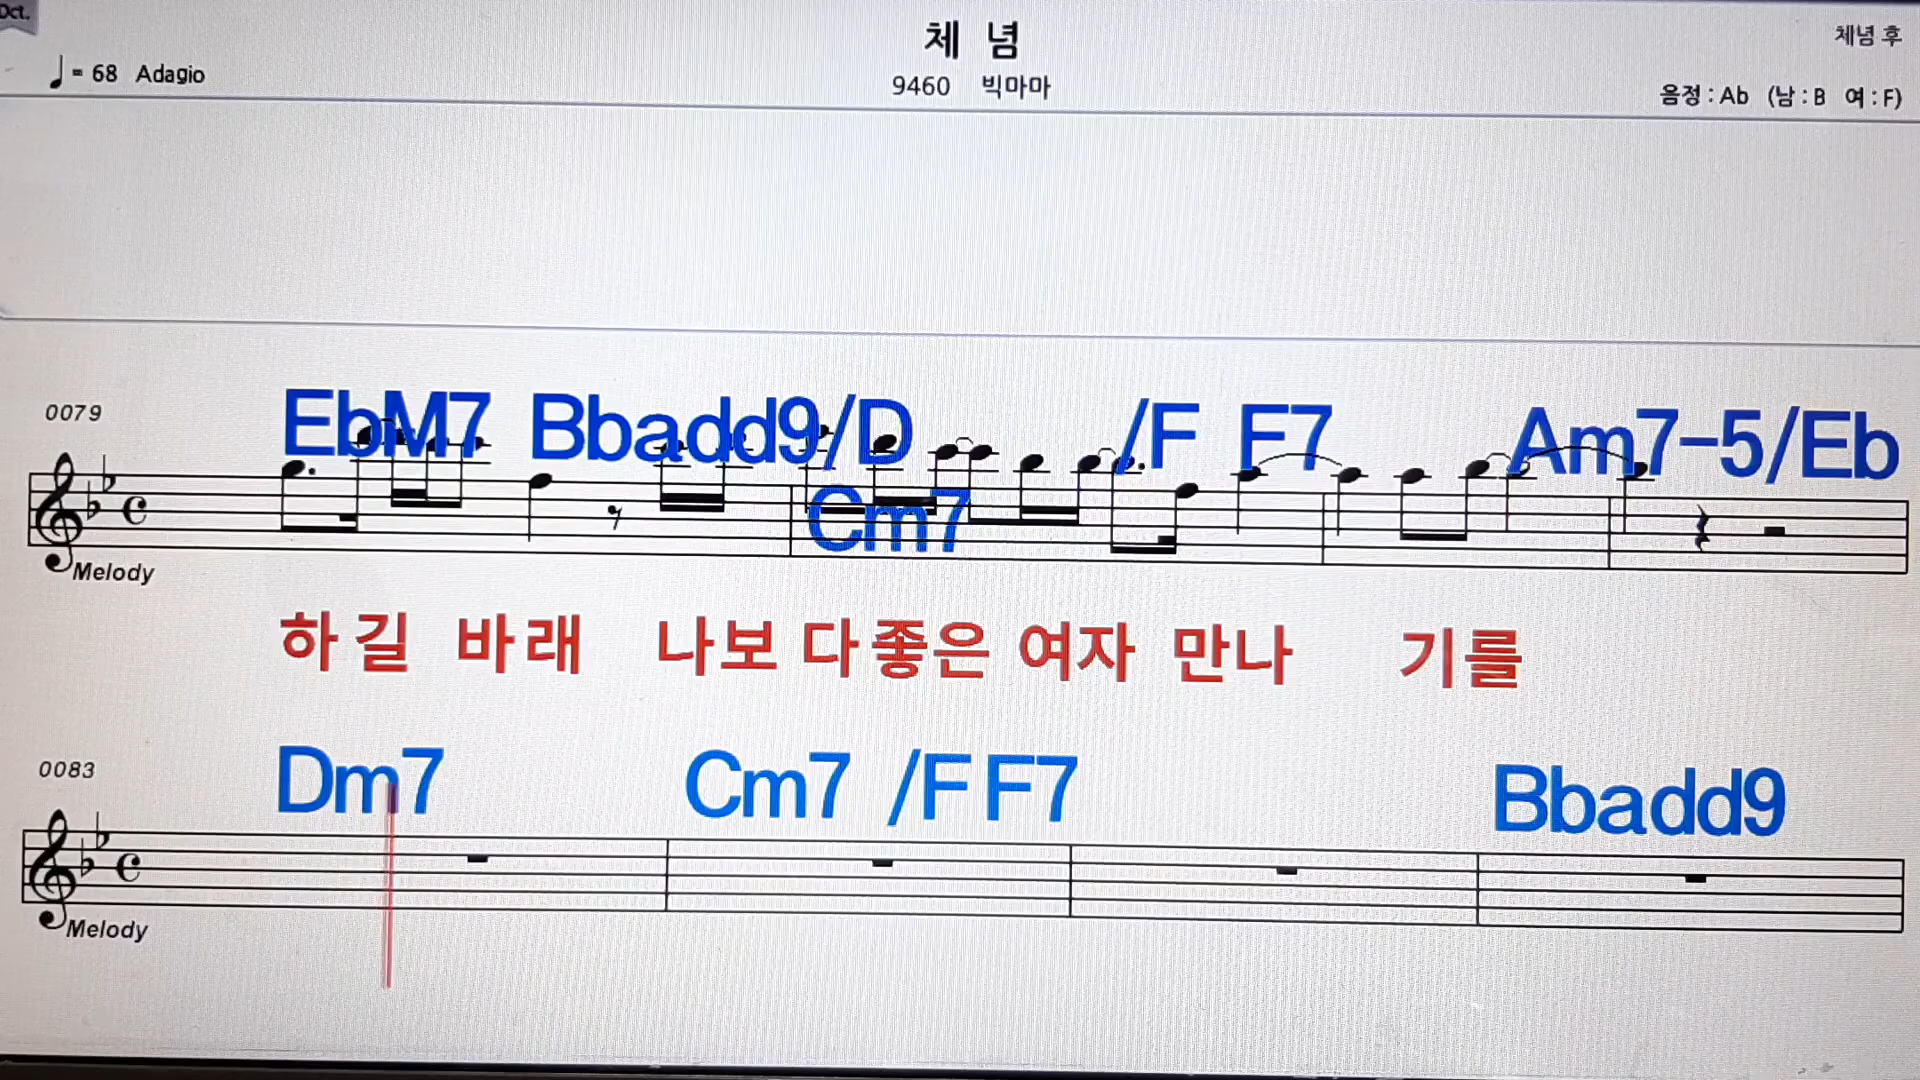 Oct.
체 념
체념 후
♩ = 68 Adagio
9460 빅마마
음정 : Ab (남 : B 여 : F)
0079
EbM7 Bbadd9/D /F F7 Am7-5/Eb
Cm7
Melody
하길 바래 나보 다좋은 여자 만나 기를
0083
Dm7 Cm7 /F F7 Bbadd9
Melody